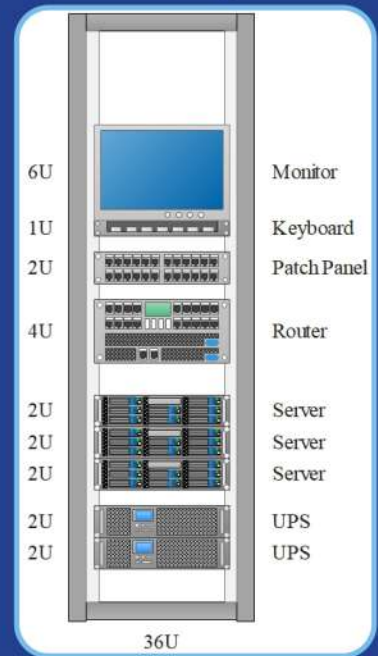 6U Monitor
1U Keyboard
2U Patch Panel
4U Router
2U Server
2U Server
2U Server
2U UPS
2U UPS
36U